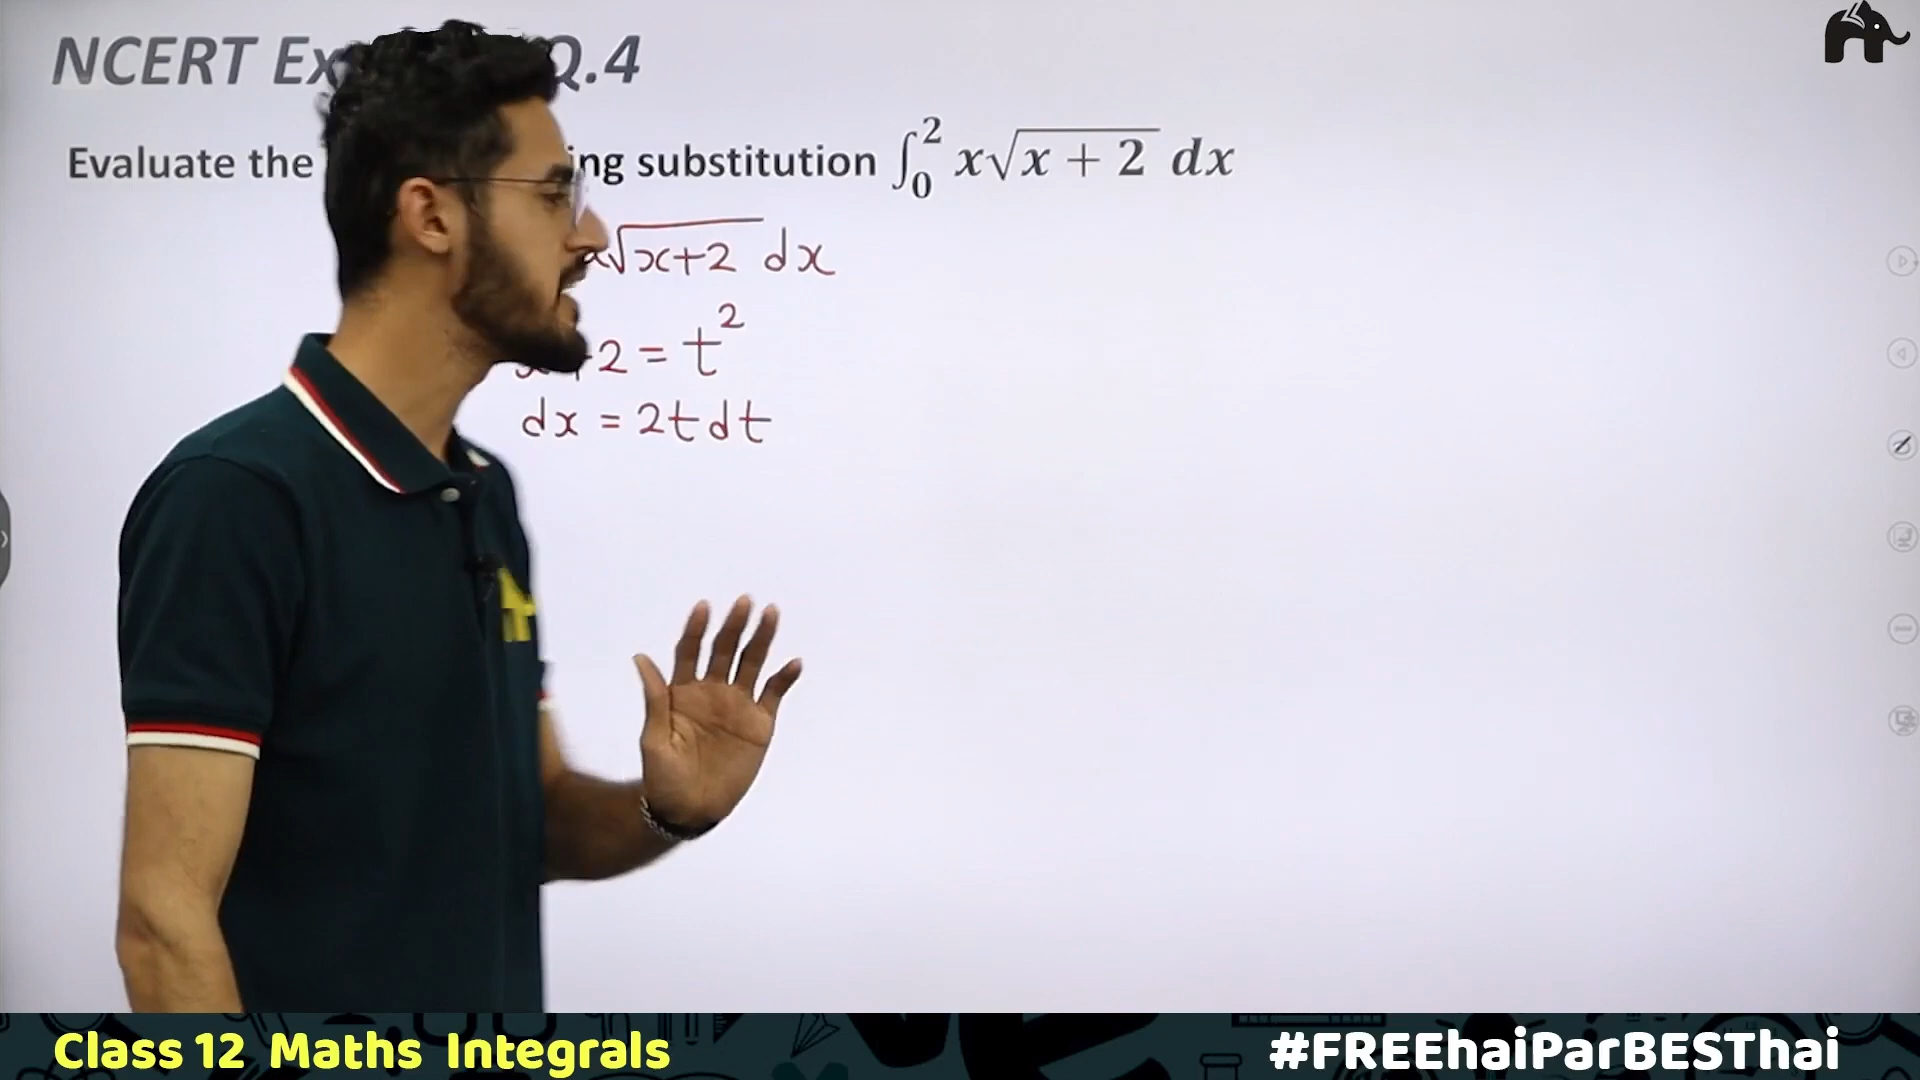 NCERT Ex Q.4
Evaluate the ing substitution ∫₀² x√(x + 2) dx
√(x+2) dx
+2 = t²
dx = 2t dt
Class 12 Maths Integrals
#FREEhaiParBESThai